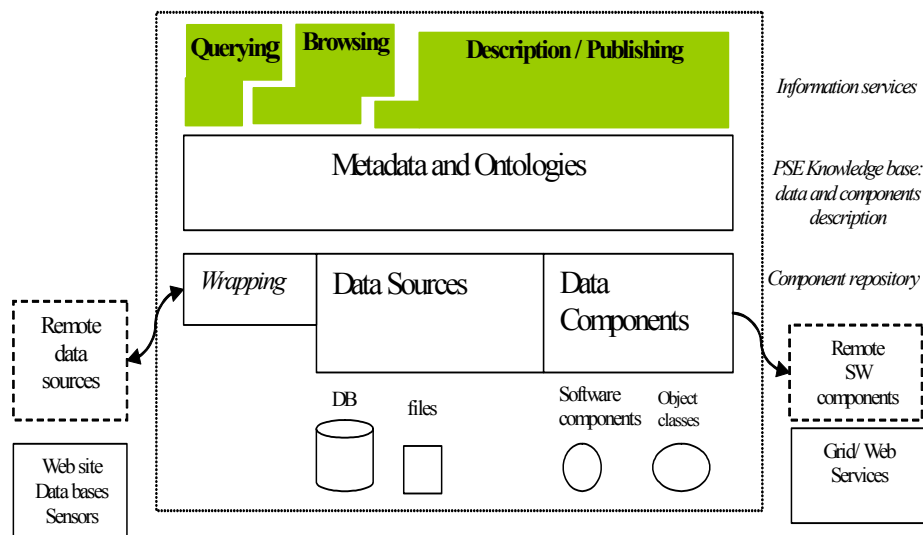 Querying
Browsing
Description / Publishing
Information services
Metadata and Ontologies
PSE Knowledge base:
data and components
description
Wrapping
Data Sources
Data
Components
Component repository
Remote
data
sources
Remote
SW
components
DB
files
Software
components
Object
classes
Web site
Data bases
Sensors
Grid/ Web
Services